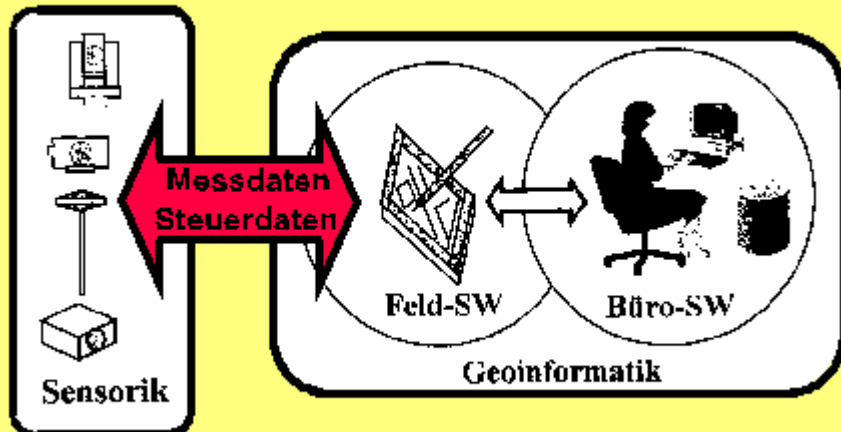 Messdaten
Steuerdaten
Feld-SW
Büro-SW
Sensorik
Geoinformatik